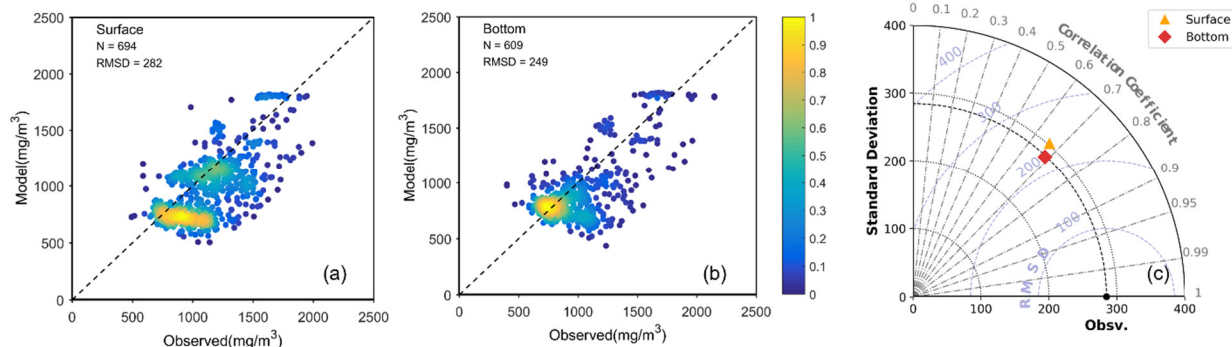 Surface
N = 694
RMSD = 282
2500
2000
1500
1000
500
0
Modell(mg/m³)
0 500 1000 1500 2000 2500
Observed(mg/m³)
(a)
Bottom
N = 609
RMSD = 249
2500
2000
1500
1000
500
0
Modell(mg/m³)
0 500 1000 1500 2000 2500
Observed(mg/m³)
(b)
1
0.9
0.8
0.7
0.6
0.5
0.4
0.3
0.2
0.1
0
Surface
Bottom
0 0.1 0.2 0.3 0.4 0.5 0.6 0.7 0.8 0.9 0.95 0.99 1
Correlation Coefficient
400
300
200
100
0
Standard Deviation
400
300
200
100
RMSD
0 100 200 300 400
Obsv.
(c)